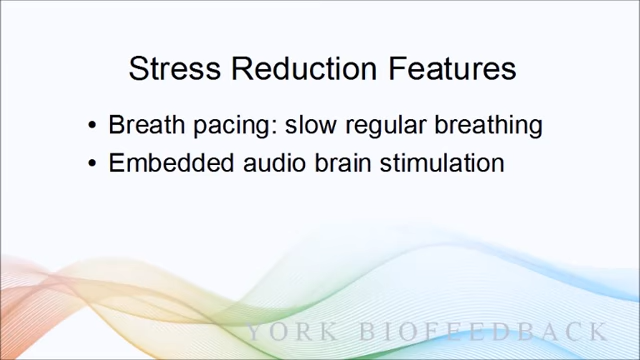 Stress Reduction Features
• Breath pacing: slow regular breathing
• Embedded audio brain stimulation
YORK BIOFEEDBACK